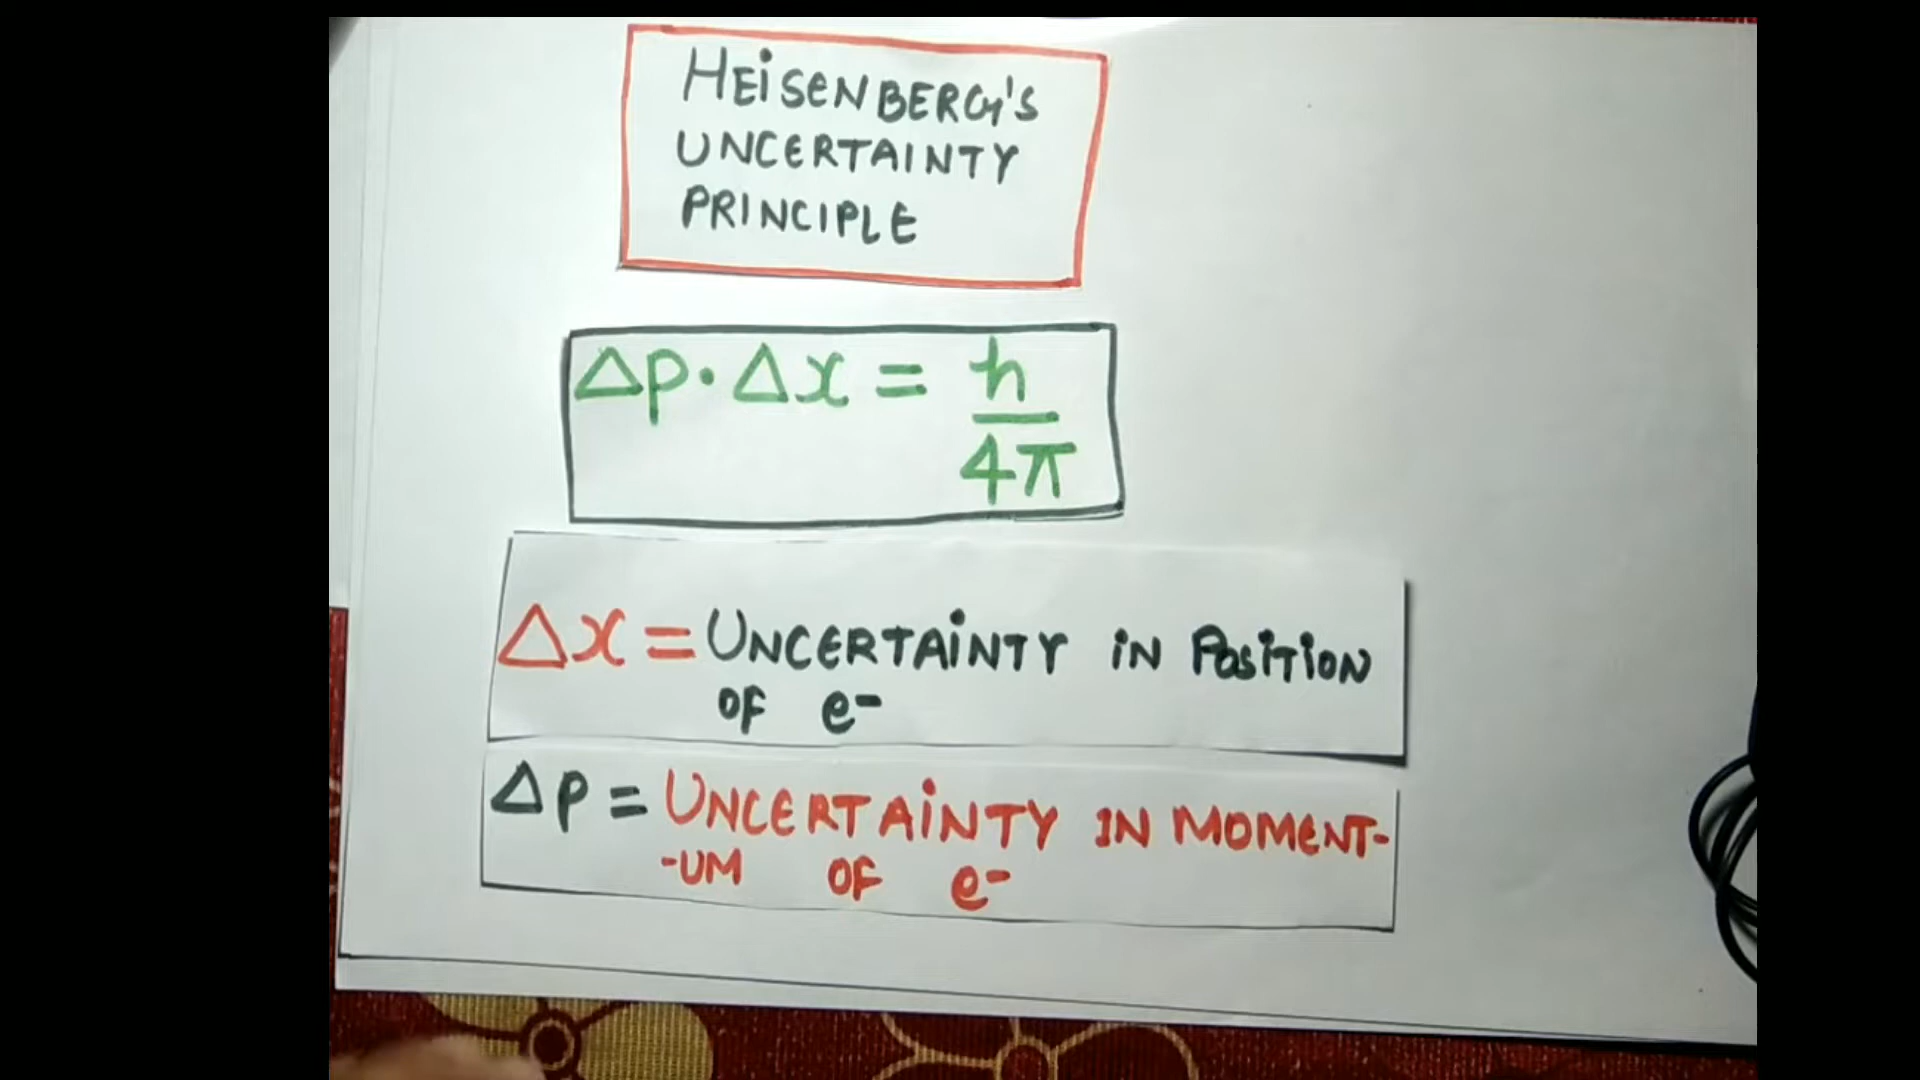 HEiSENBERG'S
UNCERTAINTY
PRINCIPLE
Δp·Δx = ħ
4π
Δx = UNCERTAiNTY iN POSiTiON
OF e-
Δp = UNCERTAiNTY IN MOMENT-
-UM OF e-